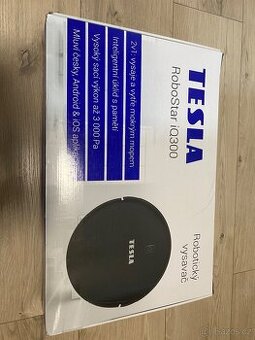 TESLA
RoboStar iQ300
2v1: vysaje a vytře mokrým mopem
Inteligentní úklid s pamětí
Vysoký sací výkon až 3 000 Pa
Mluví česky, Android & iOS aplikace
Robotický
vysavač
TESLA